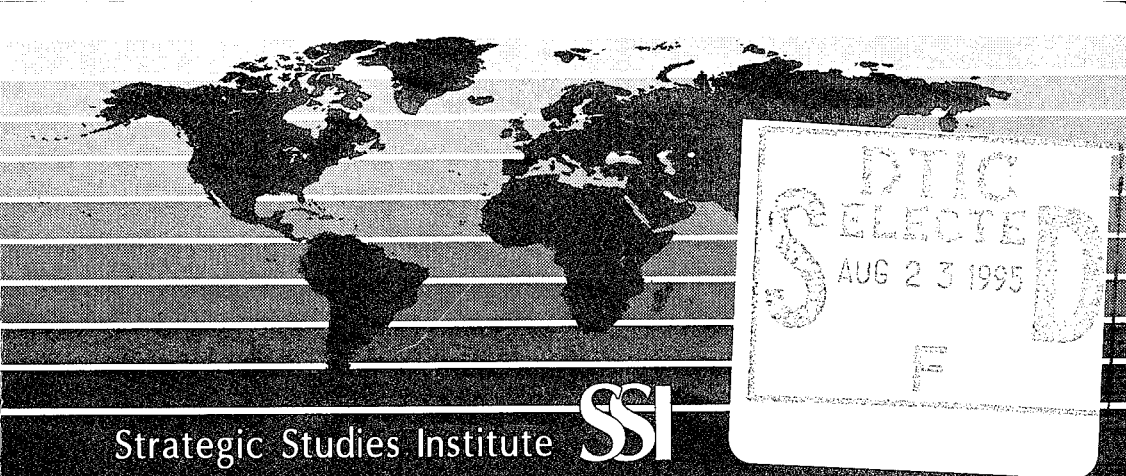 DTIC
S ELECTE D
AUG 2 3 1995
F
Strategic Studies Institute SSI